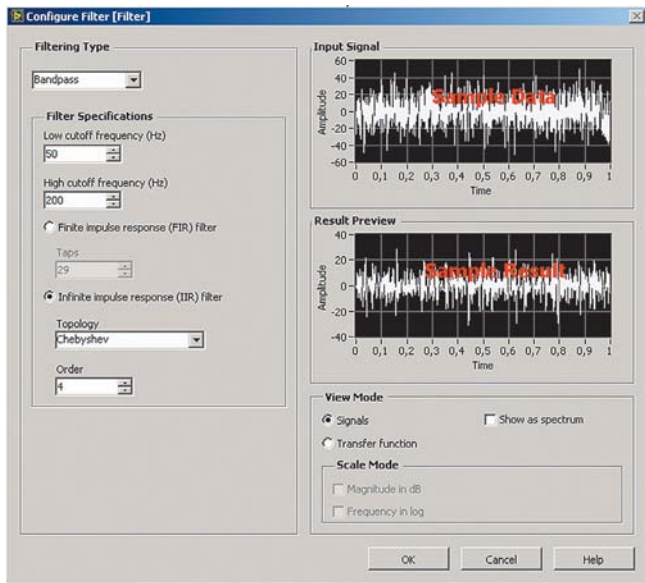 Configure Filter [Filter]
Filtering Type
Bandpass
Filter Specifications
Low cutoff frequency (Hz)
50
High cutoff frequency (Hz)
200
Finite impulse response (FIR) filter
Taps
29
Infinite impulse response (IIR) filter
Topology
Chebyshev
Order
4
Input Signal
60
40
20
0
-20
-40
-60
Amplitude
Sample Data
0 0,1 0,2 0,3 0,4 0,5 0,6 0,7 0,8 0,9 1
Time
Result Preview
40
20
0
-20
-40
Amplitude
Sample Result
0 0,1 0,2 0,3 0,4 0,5 0,6 0,7 0,8 0,9 1
Time
View Mode
Signals
Show as spectrum
Transfer function
Scale Mode
Magnitude in dB
Frequency in log
OK Cancel Help